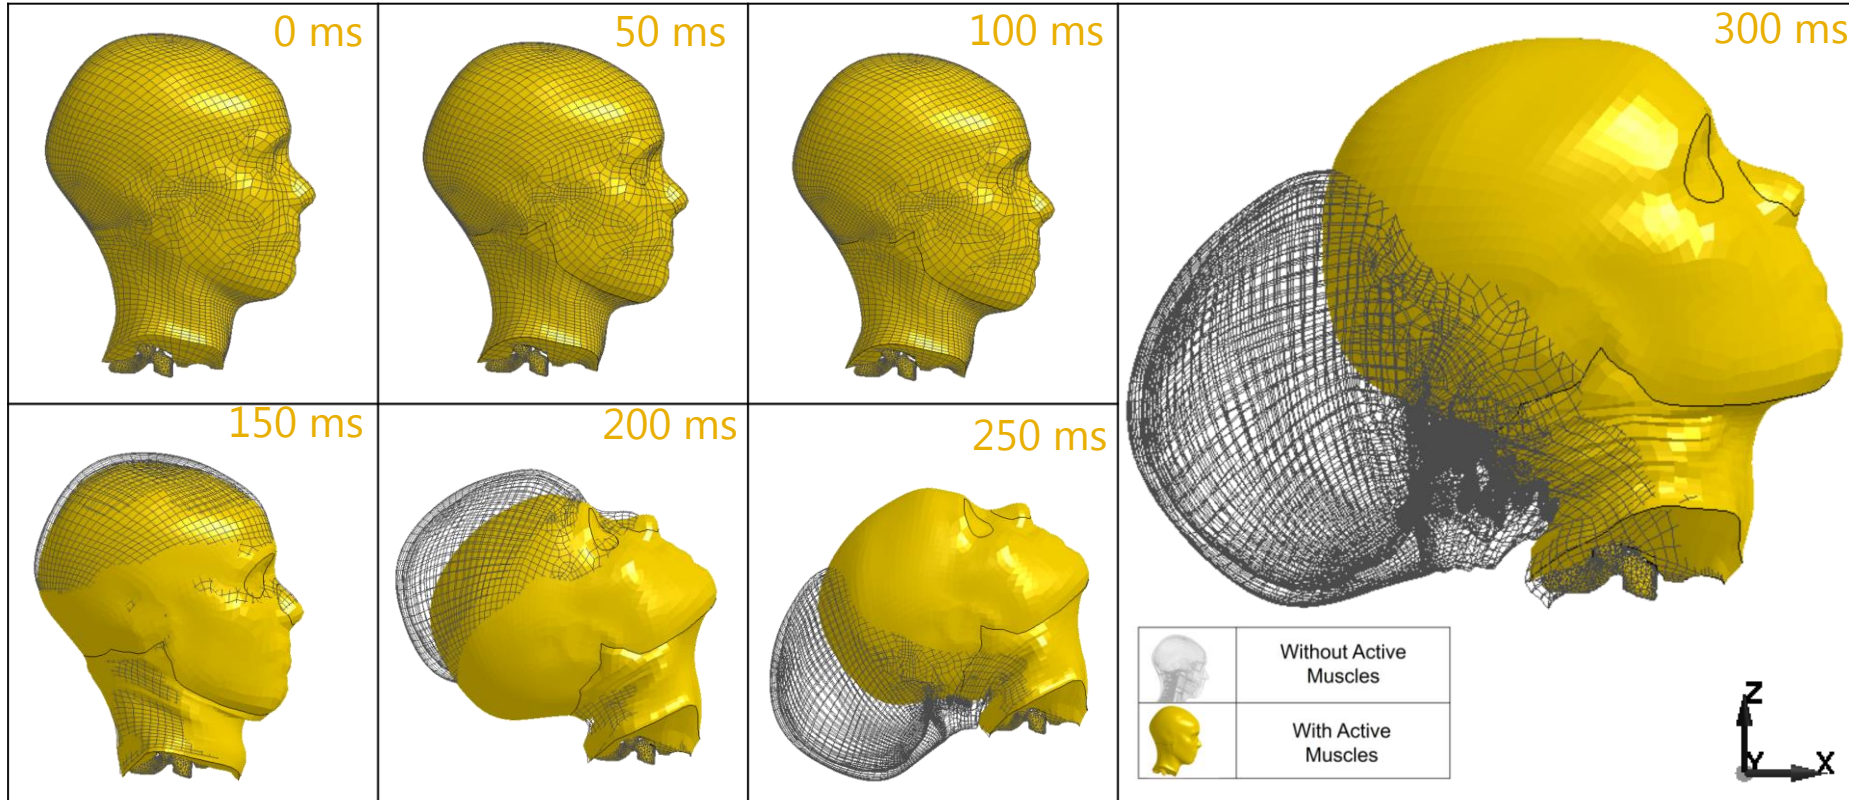 0 ms
50 ms
100 ms
300 ms
150 ms
200 ms
250 ms
Without Active
Muscles
With Active
Muscles
Z
Y
X